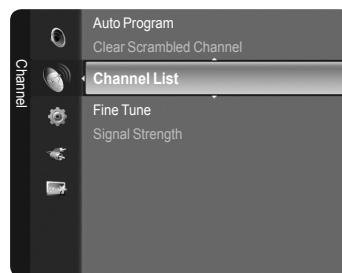 Channel
Auto Program
Clear Scrambled Channel
Channel List
Fine Tune
Signal Strength